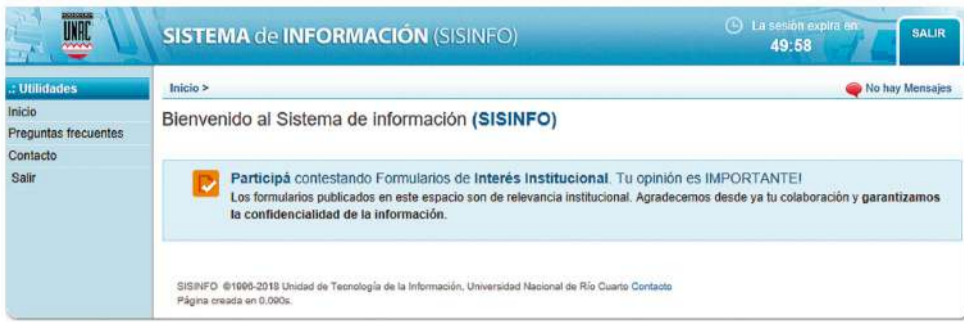 UNRC
SISTEMA de INFORMACIÓN (SISINFO)
La sesión expira en:
49:58
SALIR
.: Utilidades
Inicio
Preguntas frecuentes
Contacto
Salir
Inicio >
No hay Mensajes
Bienvenido al Sistema de información (SISINFO)
Participá contestando Formularios de Interés Institucional. Tu opinión es IMPORTANTE!
Los formularios publicados en este espacio son de relevancia institucional. Agradecemos desde ya tu colaboración y garantizamos
la confidencialidad de la información.
SISINFO ©1996-2018 Unidad de Tecnología de la Información, Universidad Nacional de Río Cuarto Contacto
Página creada en 0.090s.